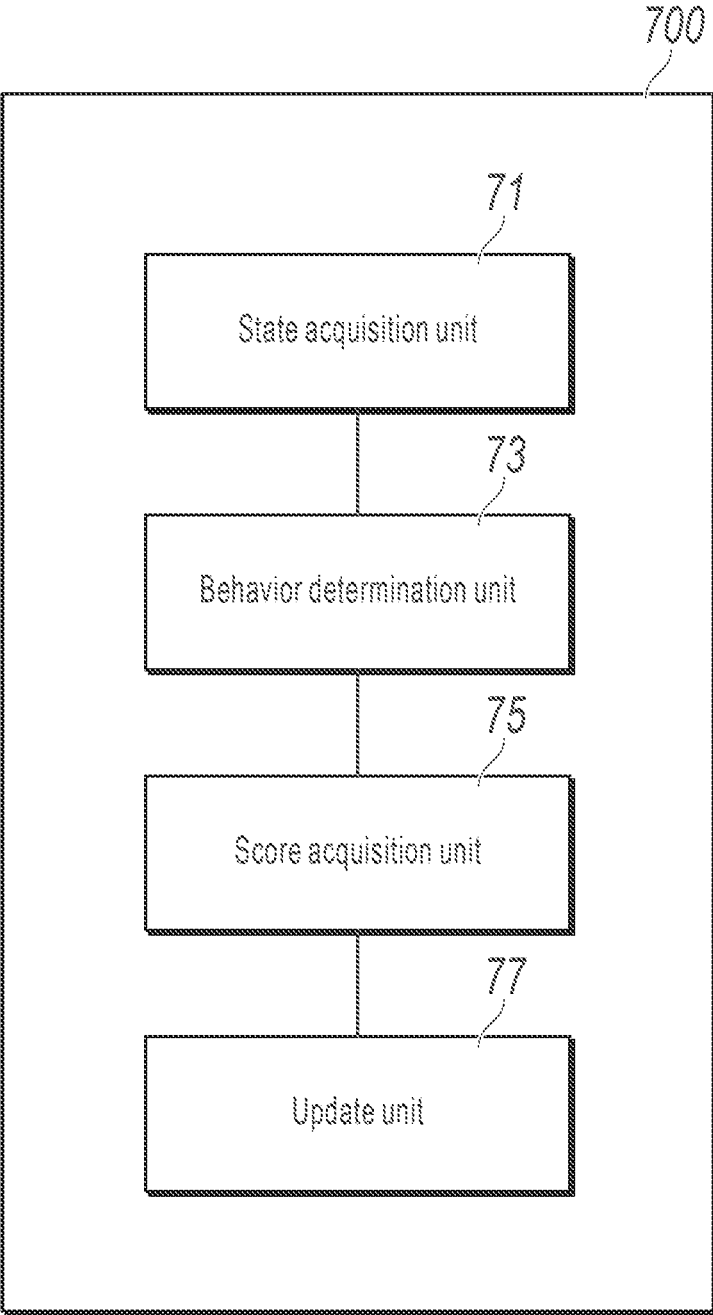 700
71
State acquisition unit
73
Behavior determination unit
75
Score acquisition unit
77
Update unit